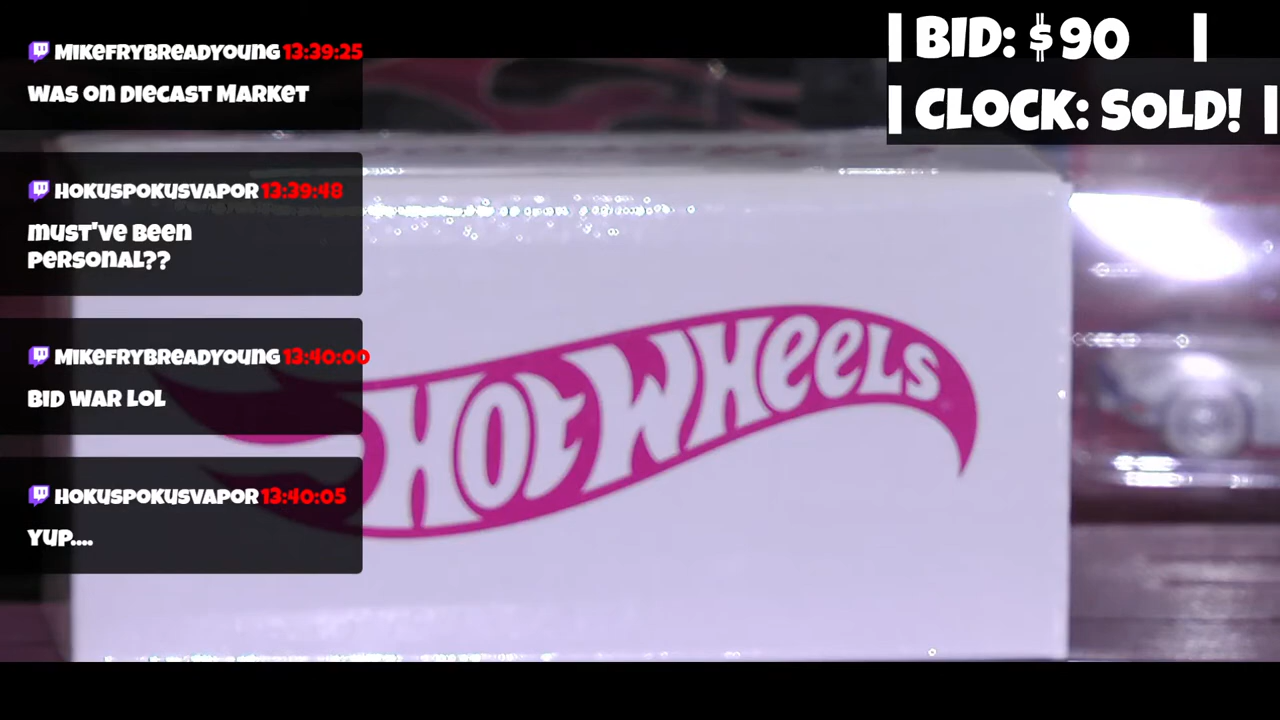 MIKEFRYBREADYOUNG 13:39:25
WAS ON DIECAST MARKET
HOKUSPOKUSVAPOR 13:39:48
MUST'VE BEEN
PERSONAL??
MIKEFRYBREADYOUNG 13:40:00
BID WAR LOL
HOKUSPOKUSVAPOR 13:40:05
YUP....
| BID: $90 |
| CLOCK: SOLD! |
HOT WHEELS